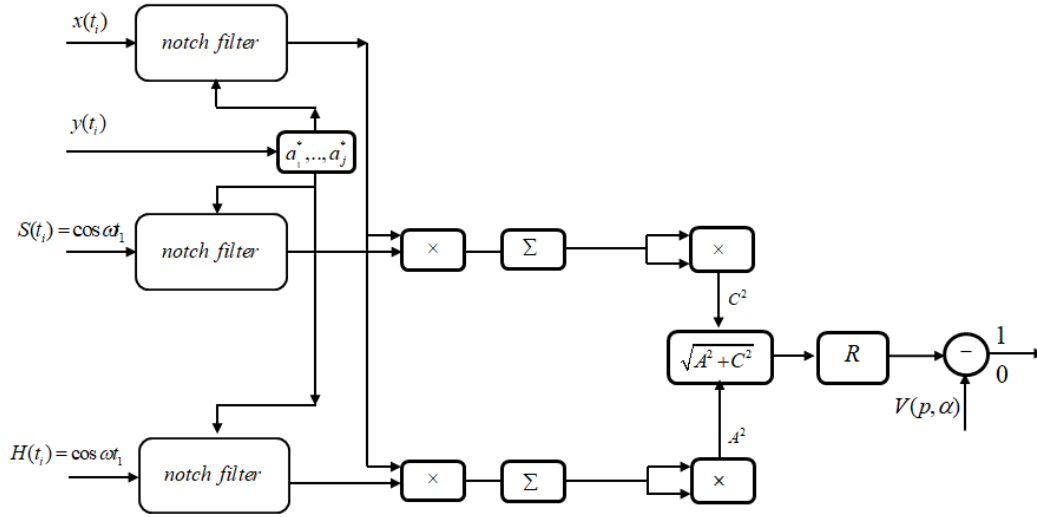 x(t_i)
notch filter
y(t_i)
a_1^*,..,a_j^*
S(t_i) = cos ωt_1
notch filter
×
Σ
×
C²
√A²+C²
R
−
1
0
V(p,α)
A²
H(t_i) = cos ωt_1
notch filter
×
Σ
×